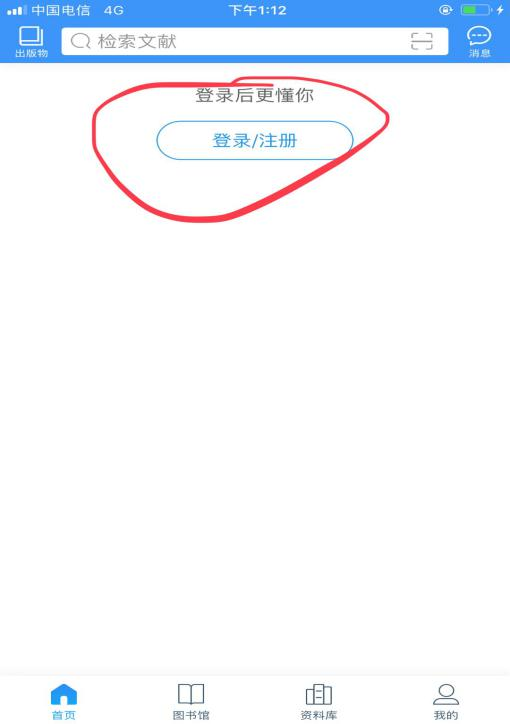 中国电信 4G 下午1:12
检索文献
出版物 消息
登录后更懂你
登录/注册
首页 图书馆 资料库 我的